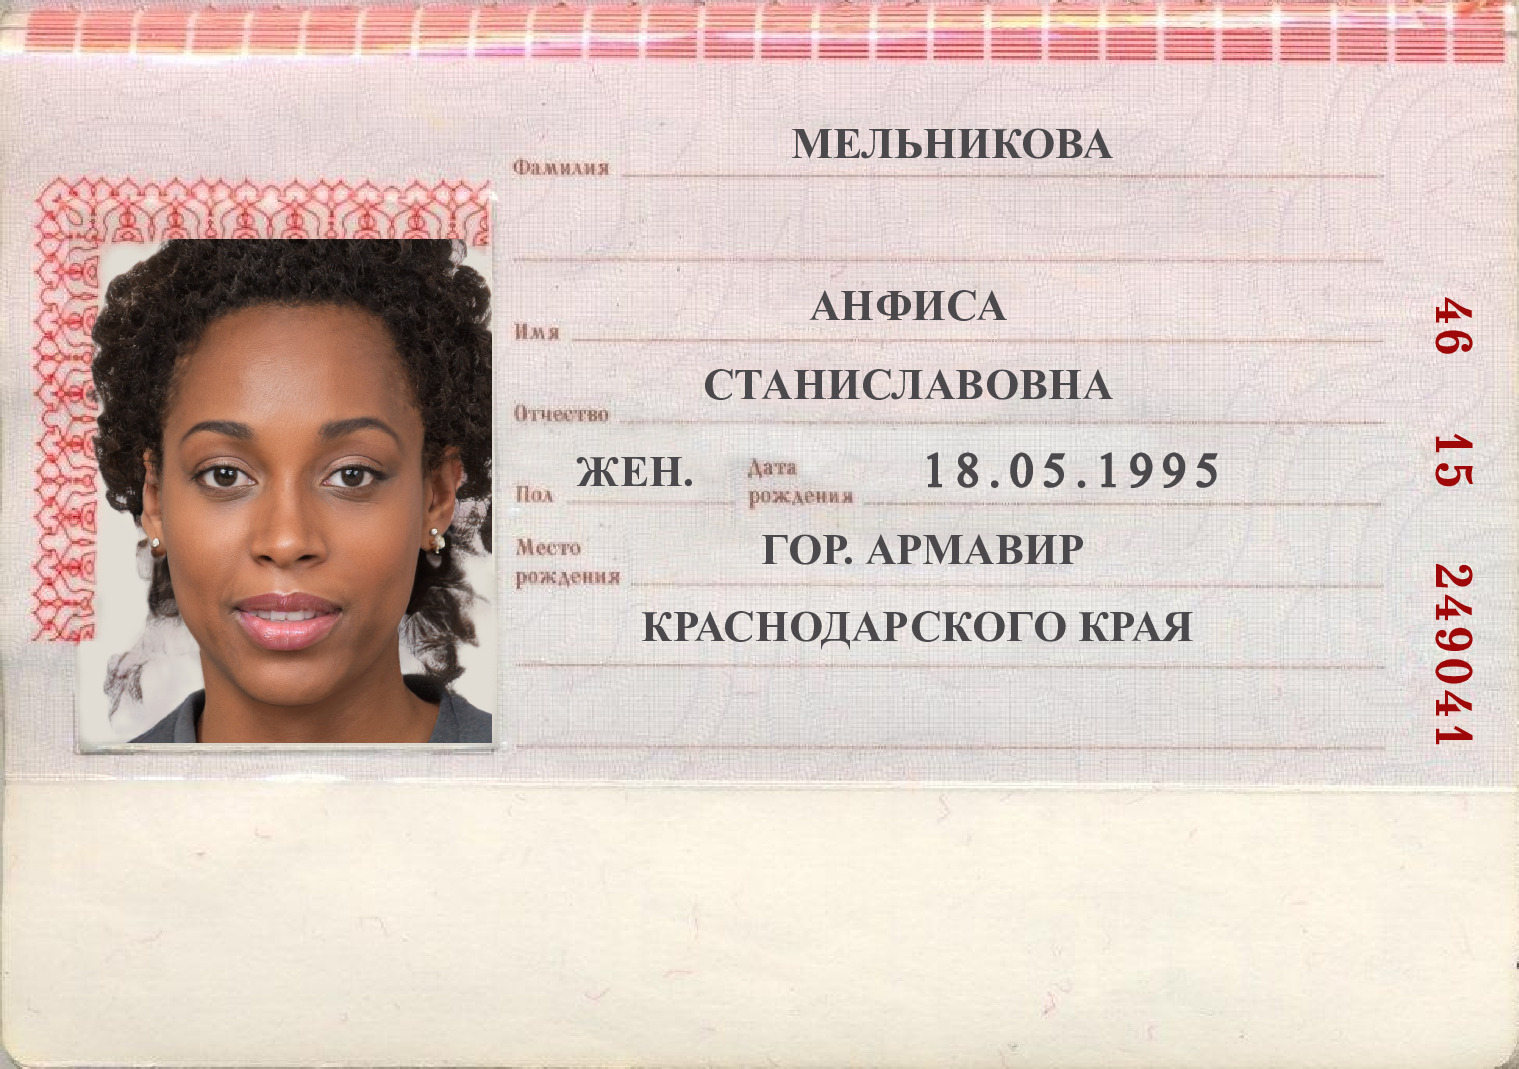 МЕЛЬНИКОВА
Фамилия
АНФИСА
Имя
СТАНИСЛАВОВНА
Отчество
ЖЕН. Дата 18.05.1995
Пол рождения
Место ГОР. АРМАВИР
рождения
КРАСНОДАРСКОГО КРАЯ
46 15 249041